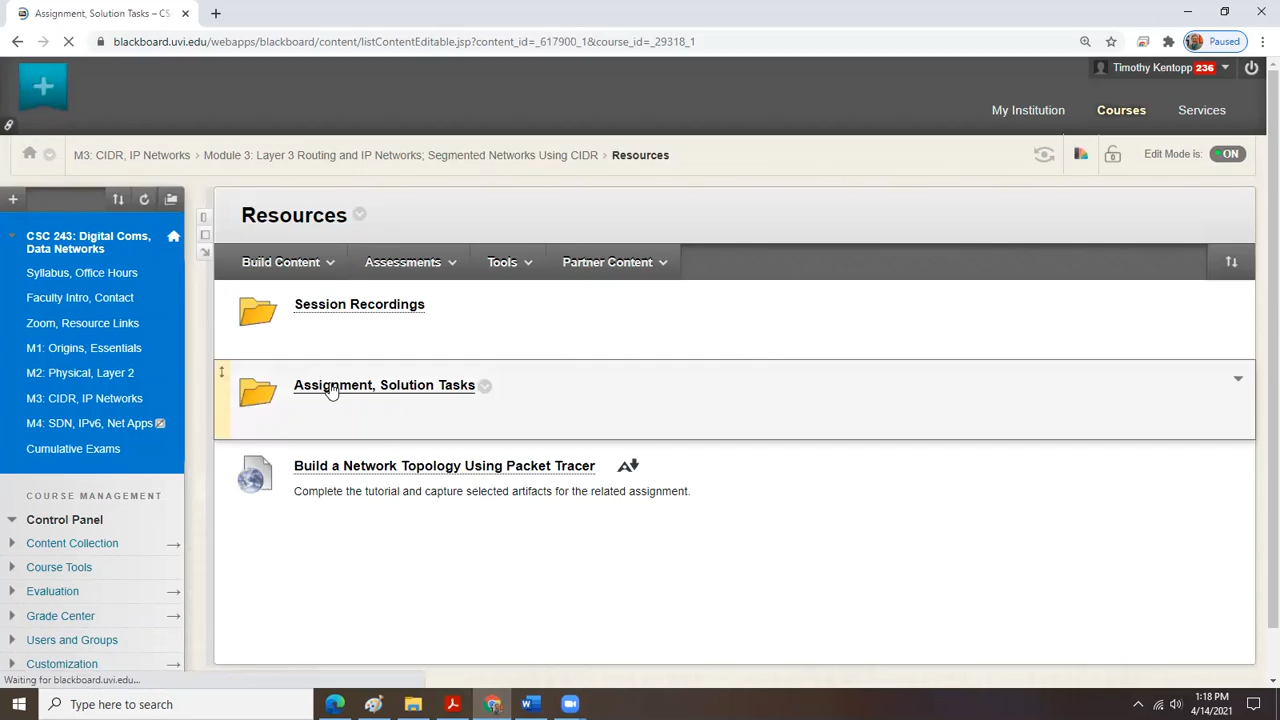 Assignment, Solution Tasks – CS
blackboard.uvi.edu/webapps/blackboard/content/listContentEditable.jsp?content_id=_617900_1&course_id=_29318_1
Paused
Timothy Kentopp 236
My Institution
Courses
Services
M3: CIDR, IP Networks
Module 3: Layer 3 Routing and IP Networks; Segmented Networks Using CIDR
Resources
Edit Mode is:
ON
CSC 243: Digital Coms,
Data Networks
Syllabus, Office Hours
Faculty Intro, Contact
Zoom, Resource Links
M1: Origins, Essentials
M2: Physical, Layer 2
M3: CIDR, IP Networks
M4: SDN, IPv6, Net Apps
Cumulative Exams
COURSE MANAGEMENT
Control Panel
Content Collection
Course Tools
Evaluation
Grade Center
Users and Groups
Customization
Resources
Build Content
Assessments
Tools
Partner Content
Session Recordings
Assignment, Solution Tasks
Build a Network Topology Using Packet Tracer
Complete the tutorial and capture selected artifacts for the related assignment.
Waiting for blackboard.uvi.edu...
Type here to search
1:18 PM
4/14/2021